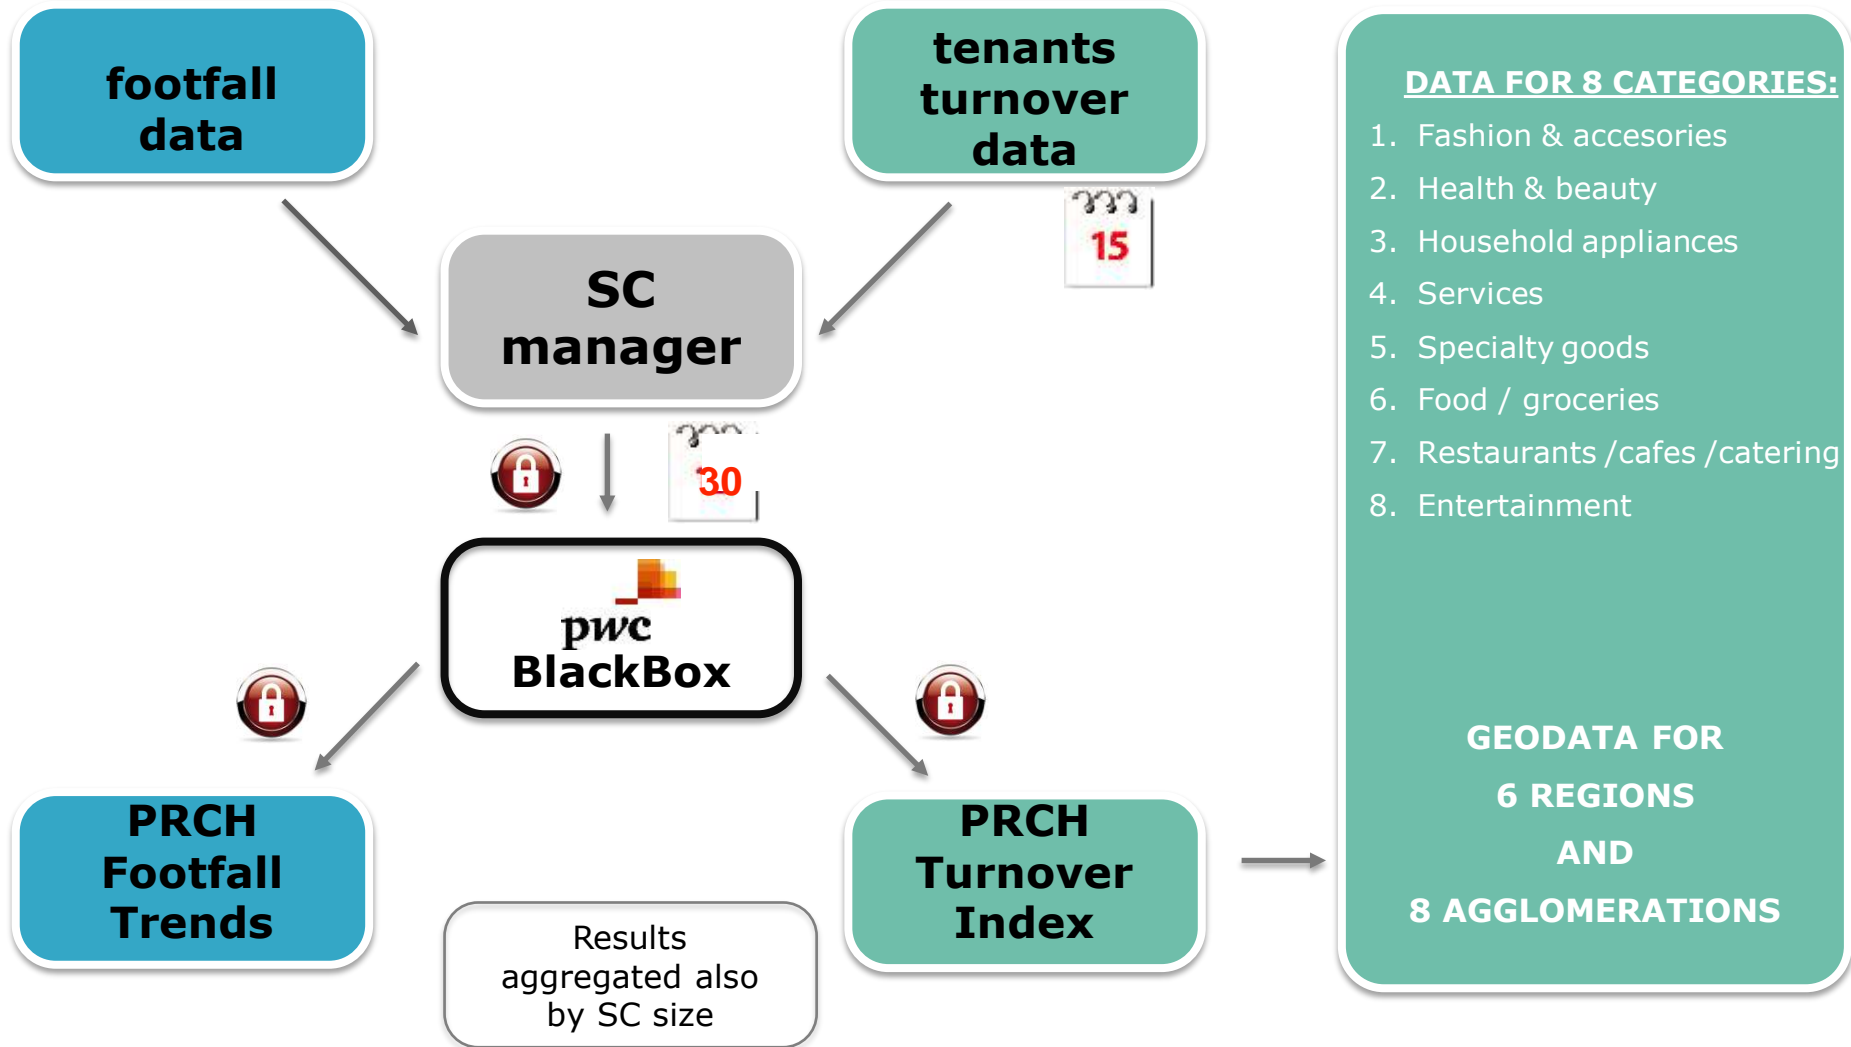 footfall
data
tenants
turnover
data
15
SC
manager
30
pwc
BlackBox
PRCH
Footfall
Trends
PRCH
Turnover
Index
Results
aggregated also
by SC size
DATA FOR 8 CATEGORIES:
1. Fashion & accesories
2. Health & beauty
3. Household appliances
4. Services
5. Specialty goods
6. Food / groceries
7. Restaurants /cafes /catering
8. Entertainment
GEODATA FOR
6 REGIONS
AND
8 AGGLOMERATIONS